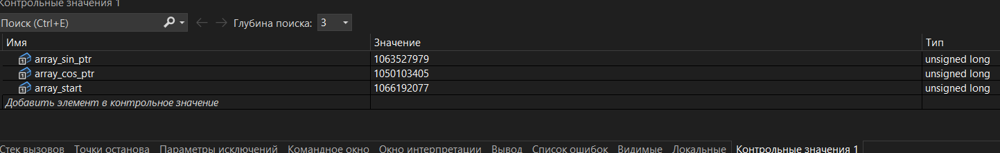 Контрольные значения 1
Поиск (Ctrl+E) Глубина поиска: 3
Имя Значение Тип
array_sin_ptr 1063527979 unsigned long
array_cos_ptr 1050103405 unsigned long
array_start 1066192077 unsigned long
Добавить элемент в контрольное значение
Стек вызовов Точки останова Параметры исключений Командное окно Окно интерпретации Вывод Список ошибок Видимые Локальные Контрольные значения 1